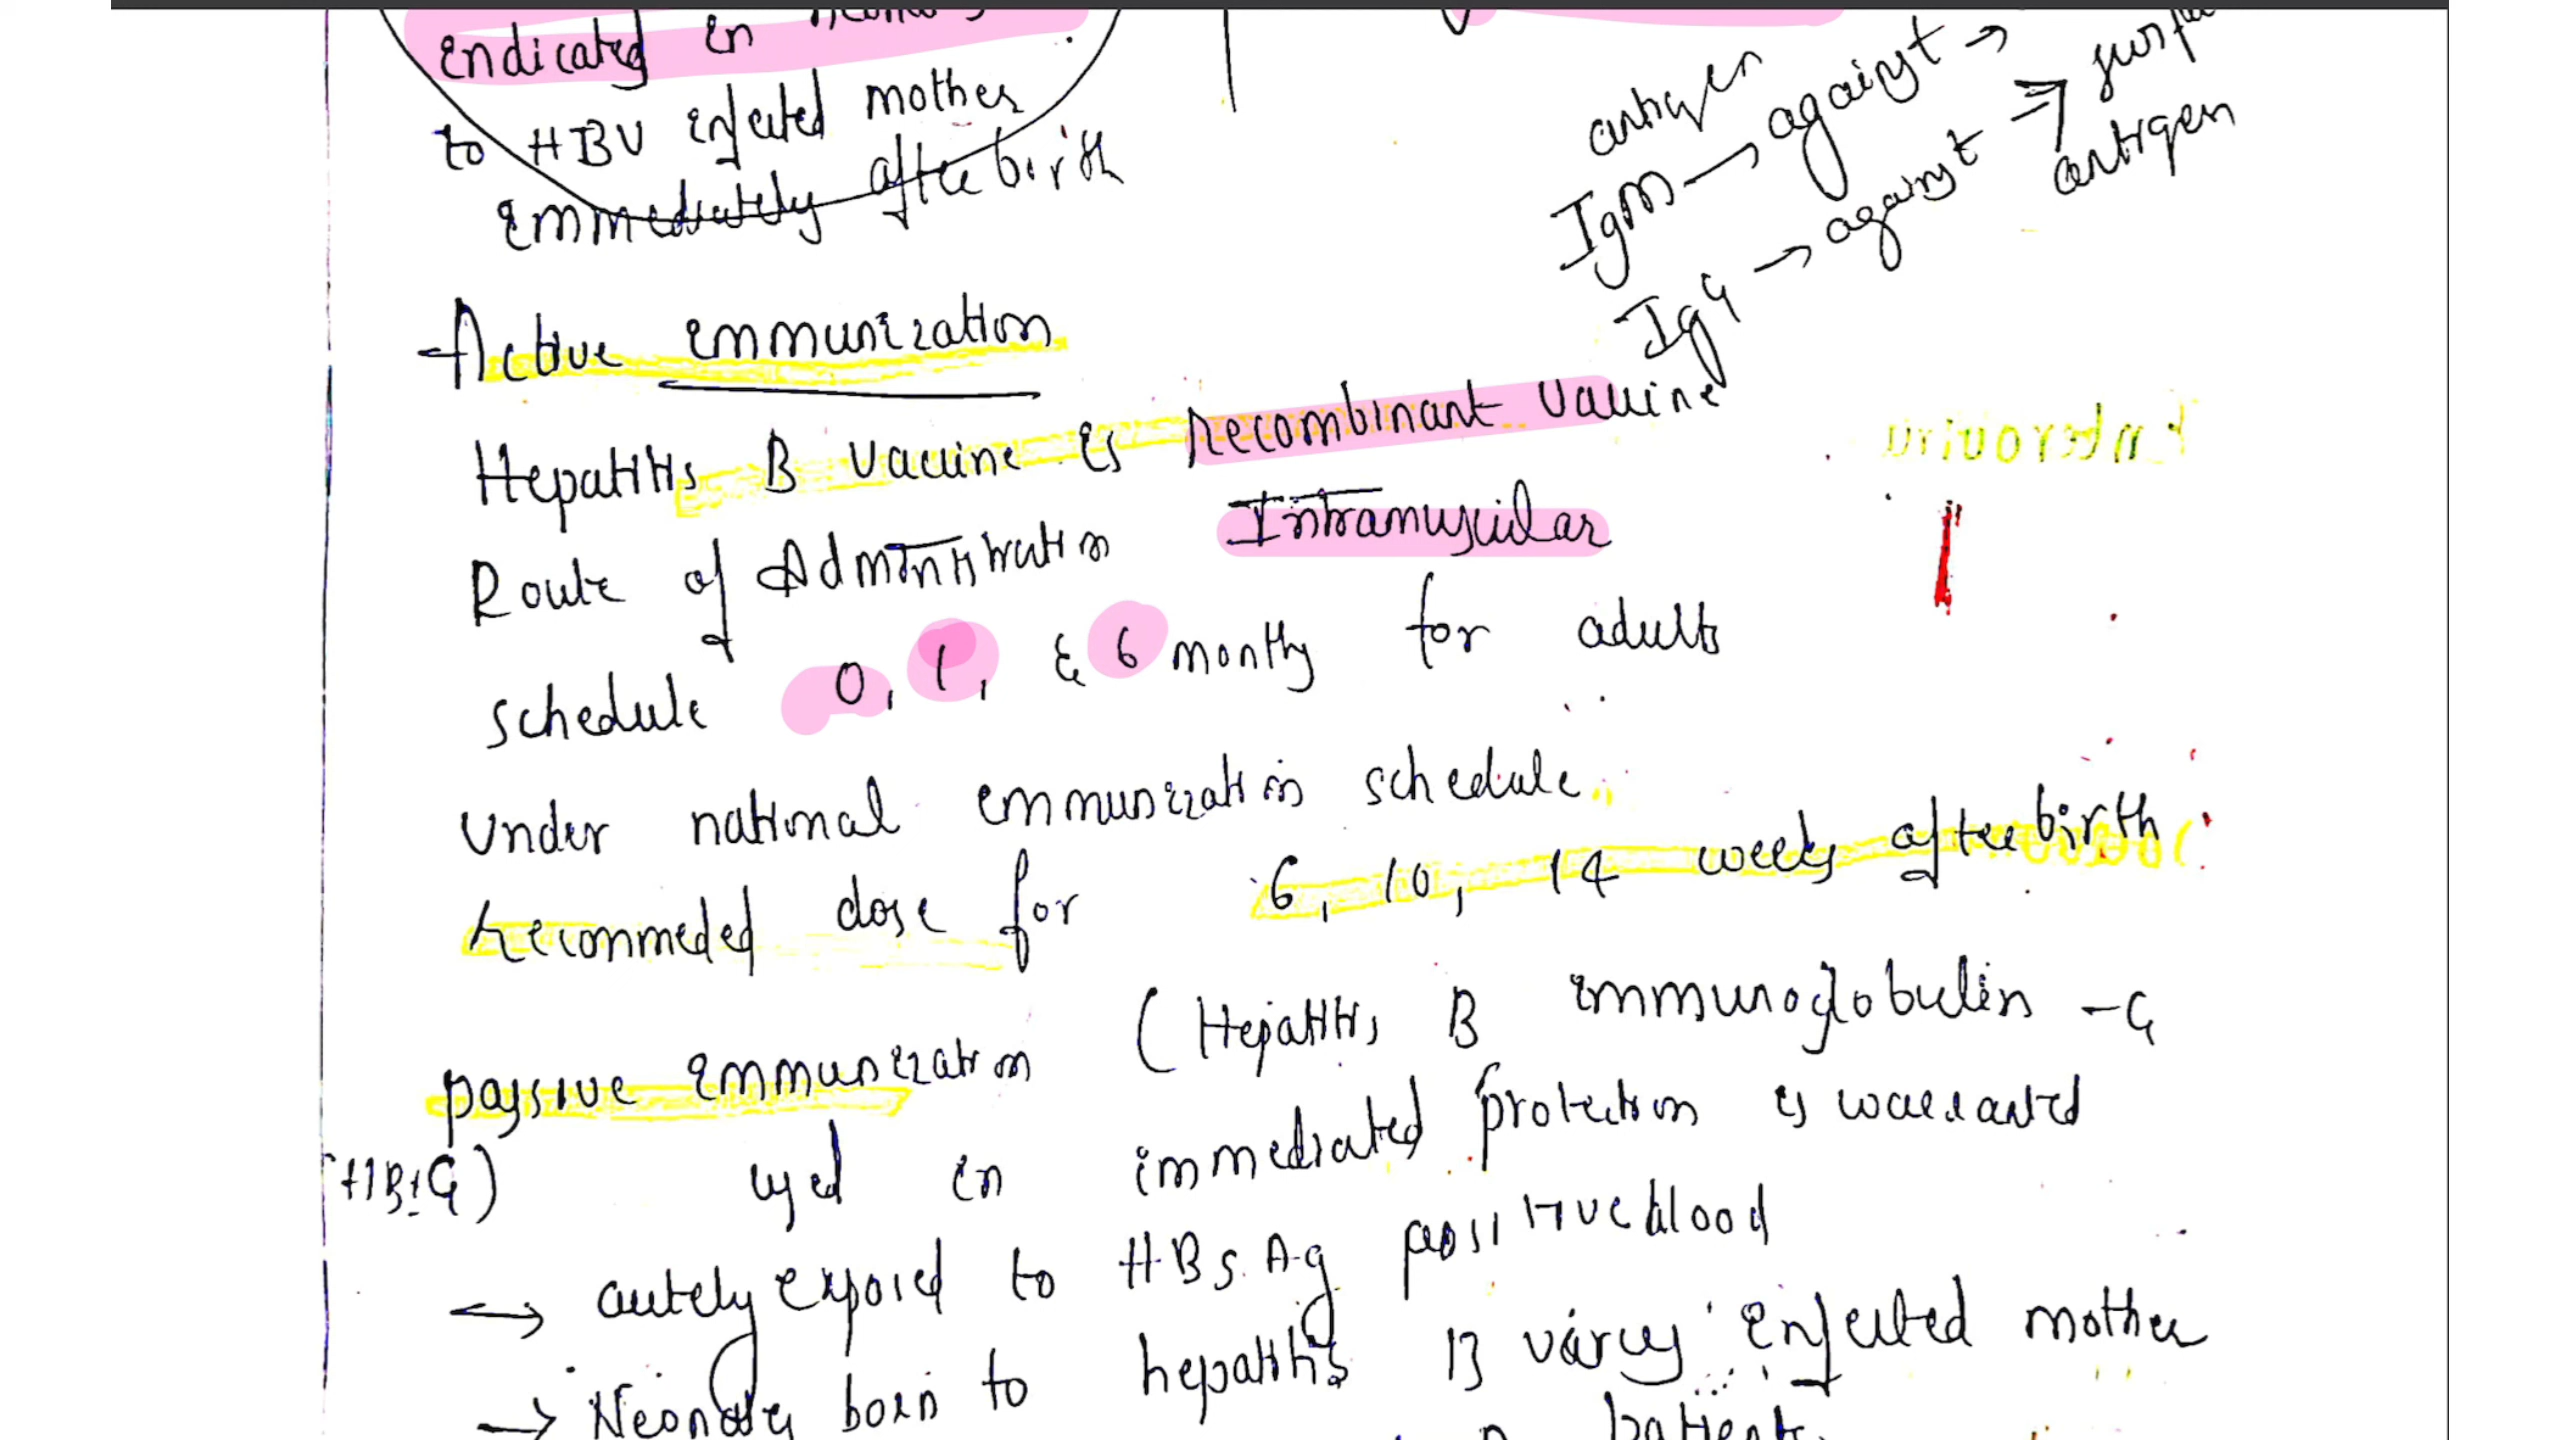 indicated in
to HBV infected mother
immediately after birth
antigen
IgM → against →
IgG → against →
antigen
Active immunization
Hepatitis B vaccine is Recombinant vaccine
Route of Administration Intramuscular
schedule 0, 1, & 6 months for adults
Under national immunization schedule
recommeded dose for 6, 10, 14 weeks after birth
passive immunization (Hepatitis B immunoglobulin -G
HBIG) used in immediated protection is warranted
→ acutely exposed to HBsAg positive blood
→ Neonates born to hepatitis B virus infected mother